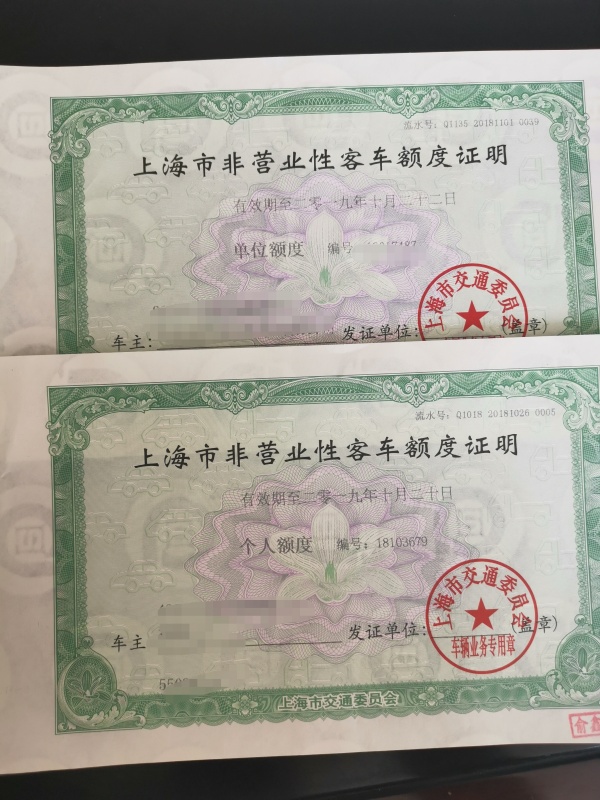 流水号: Q1135 20181101 0039
上海市非营业性客车额度证明
有效期至二零一九年十月二十二日
单位额度 编号
上海市交通委员会
车主: 发证单位: (盖章)
流水号: Q1018 20181026 0005
上海市非营业性客车额度证明
有效期至二零一九年十月二十日
个人额度 编号: 18103679
上海市交通委员会
车主 发证单位: 盖章)
车辆业务专用章
上海市交通委员会
俞鑫